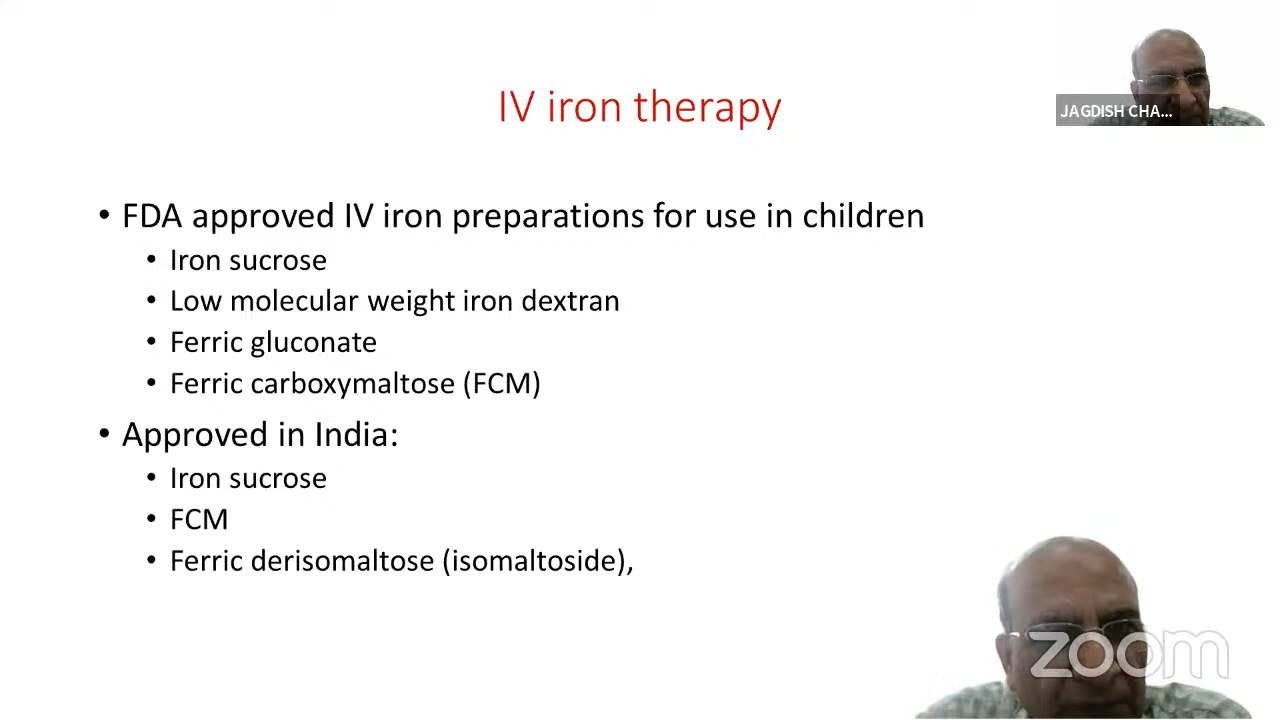 IV iron therapy
JAGDISH CHA...
• FDA approved IV iron preparations for use in children
• Iron sucrose
• Low molecular weight iron dextran
• Ferric gluconate
• Ferric carboxymaltose (FCM)
• Approved in India:
• Iron sucrose
• FCM
• Ferric derisomaltose (isomaltoside),
zoom